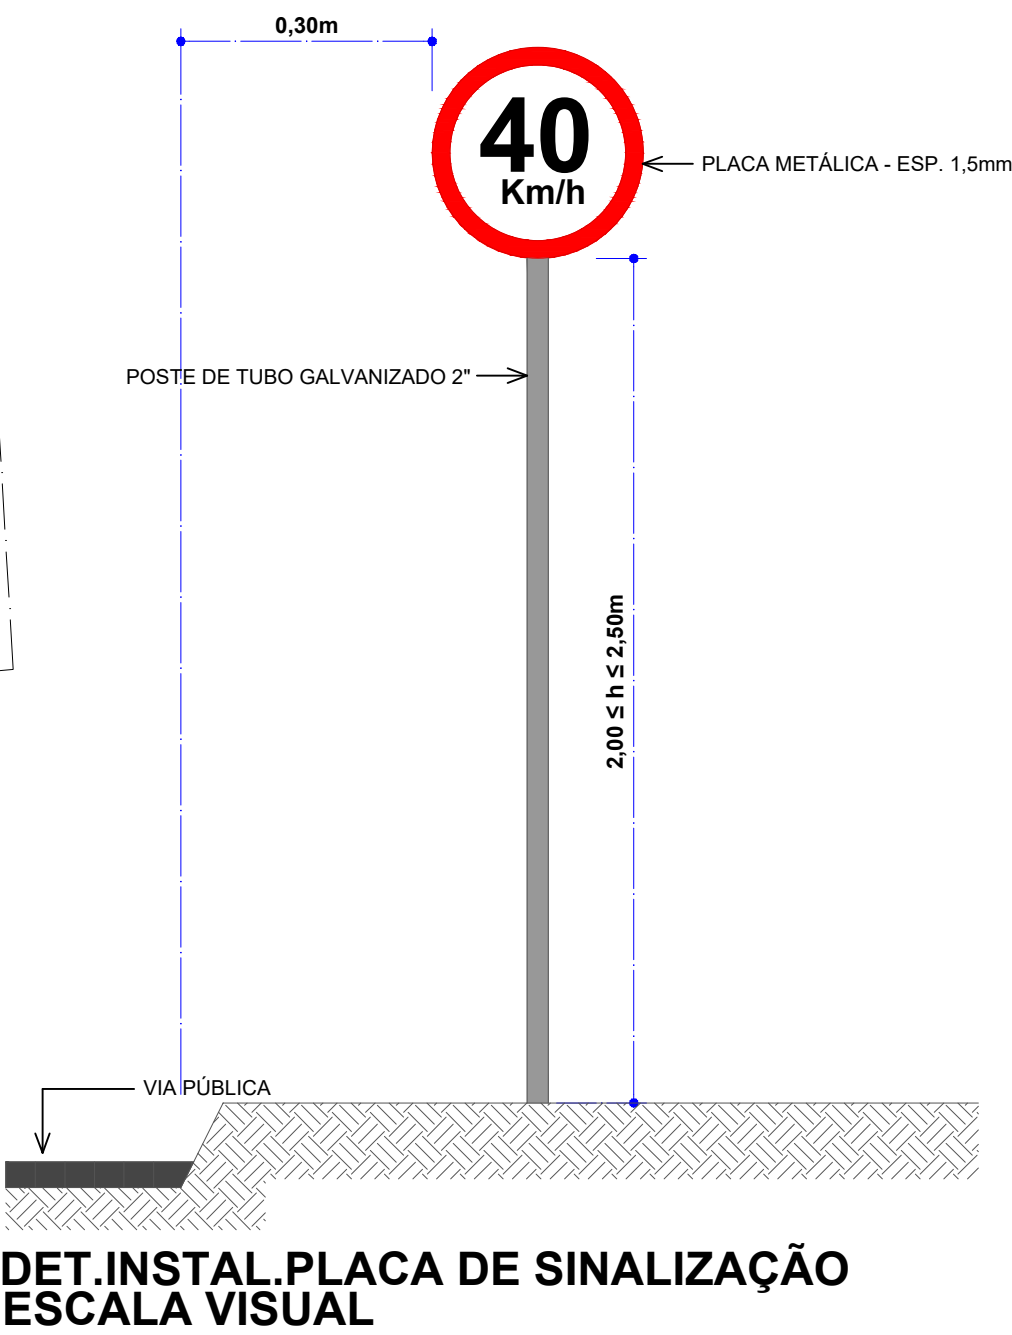 0,30m
40
Km/h
PLACA METÁLICA - ESP. 1,5mm
POSTE DE TUBO GALVANIZADO 2"
2,00 ≤ h ≤ 2,50m
VIA PÚBLICA
DET.INSTAL.PLACA DE SINALIZAÇÃO
ESCALA VISUAL